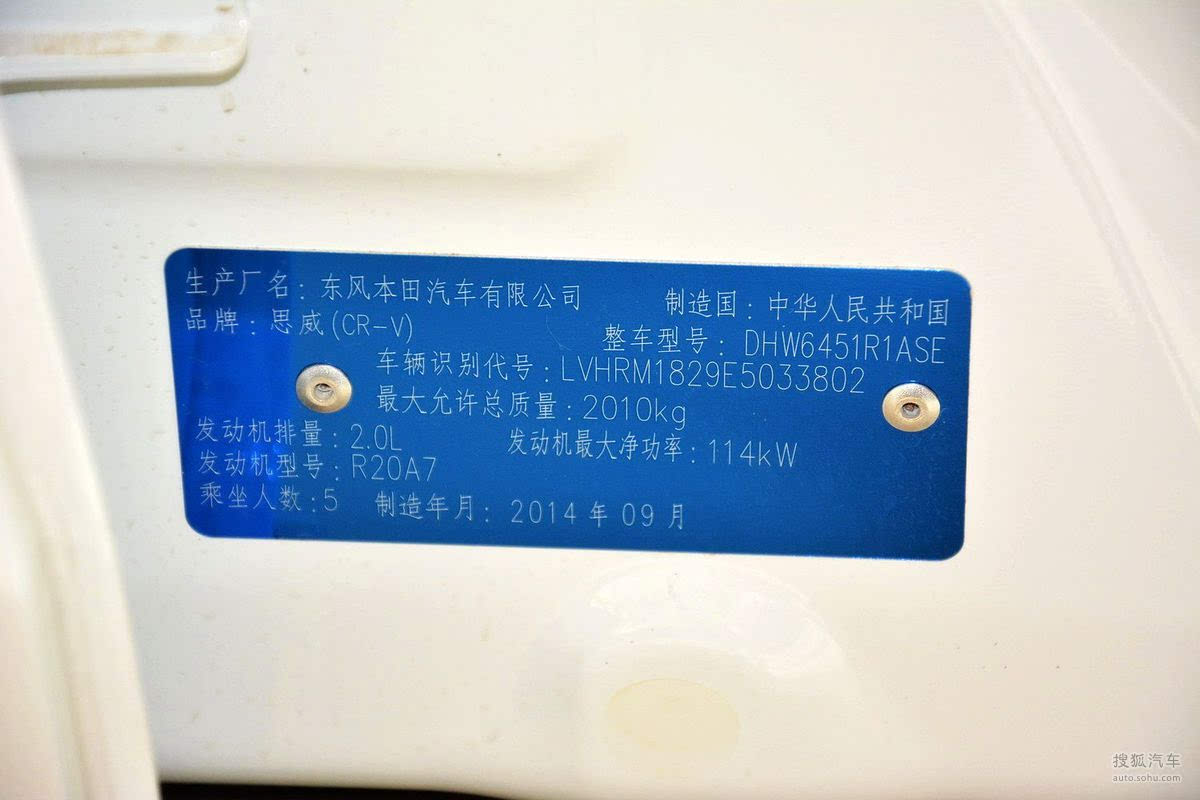 生产厂名：东风本田汽车有限公司 制造国：中华人民共和国
品牌：思威(CR-V) 整车型号：DHW6451R1ASE
车辆识别代号：LVHRM1829E5033802
最大允许总质量：2010kg
发动机排量：2.0L 发动机最大净功率：114kW
发动机型号：R20A7
乘坐人数：5 制造年月：2014年09月
搜狐汽车
auto.sohu.com